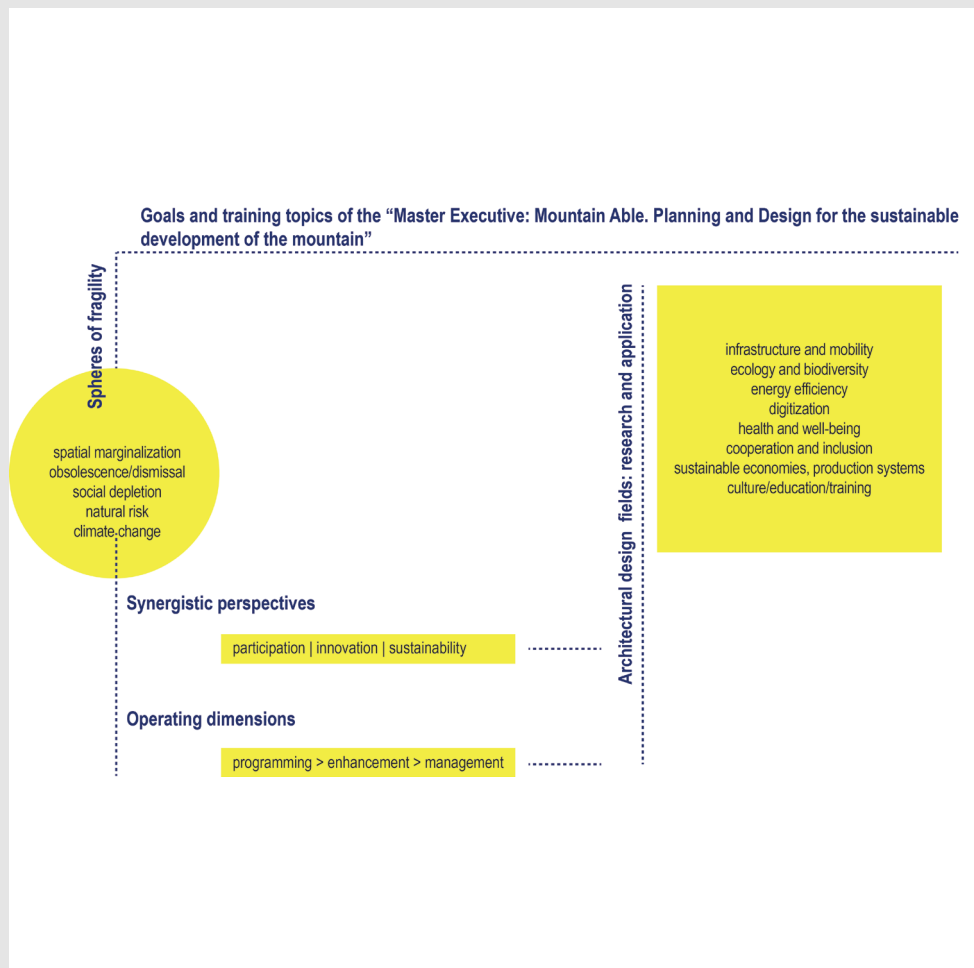 Goals and training topics of the “Master Executive: Mountain Able. Planning and Design for the sustainable
development of the mountain”
Spheres of fragility
spatial marginalization
obsolescence/dismissal
social depletion
natural risk
climate change
Synergistic perspectives
participation | innovation | sustainability
Operating dimensions
programming > enhancement > management
Architectural design fields: research and application
infrastructure and mobility
ecology and biodiversity
energy efficiency
digitization
health and well-being
cooperation and inclusion
sustainable economies, production systems
culture/education/training